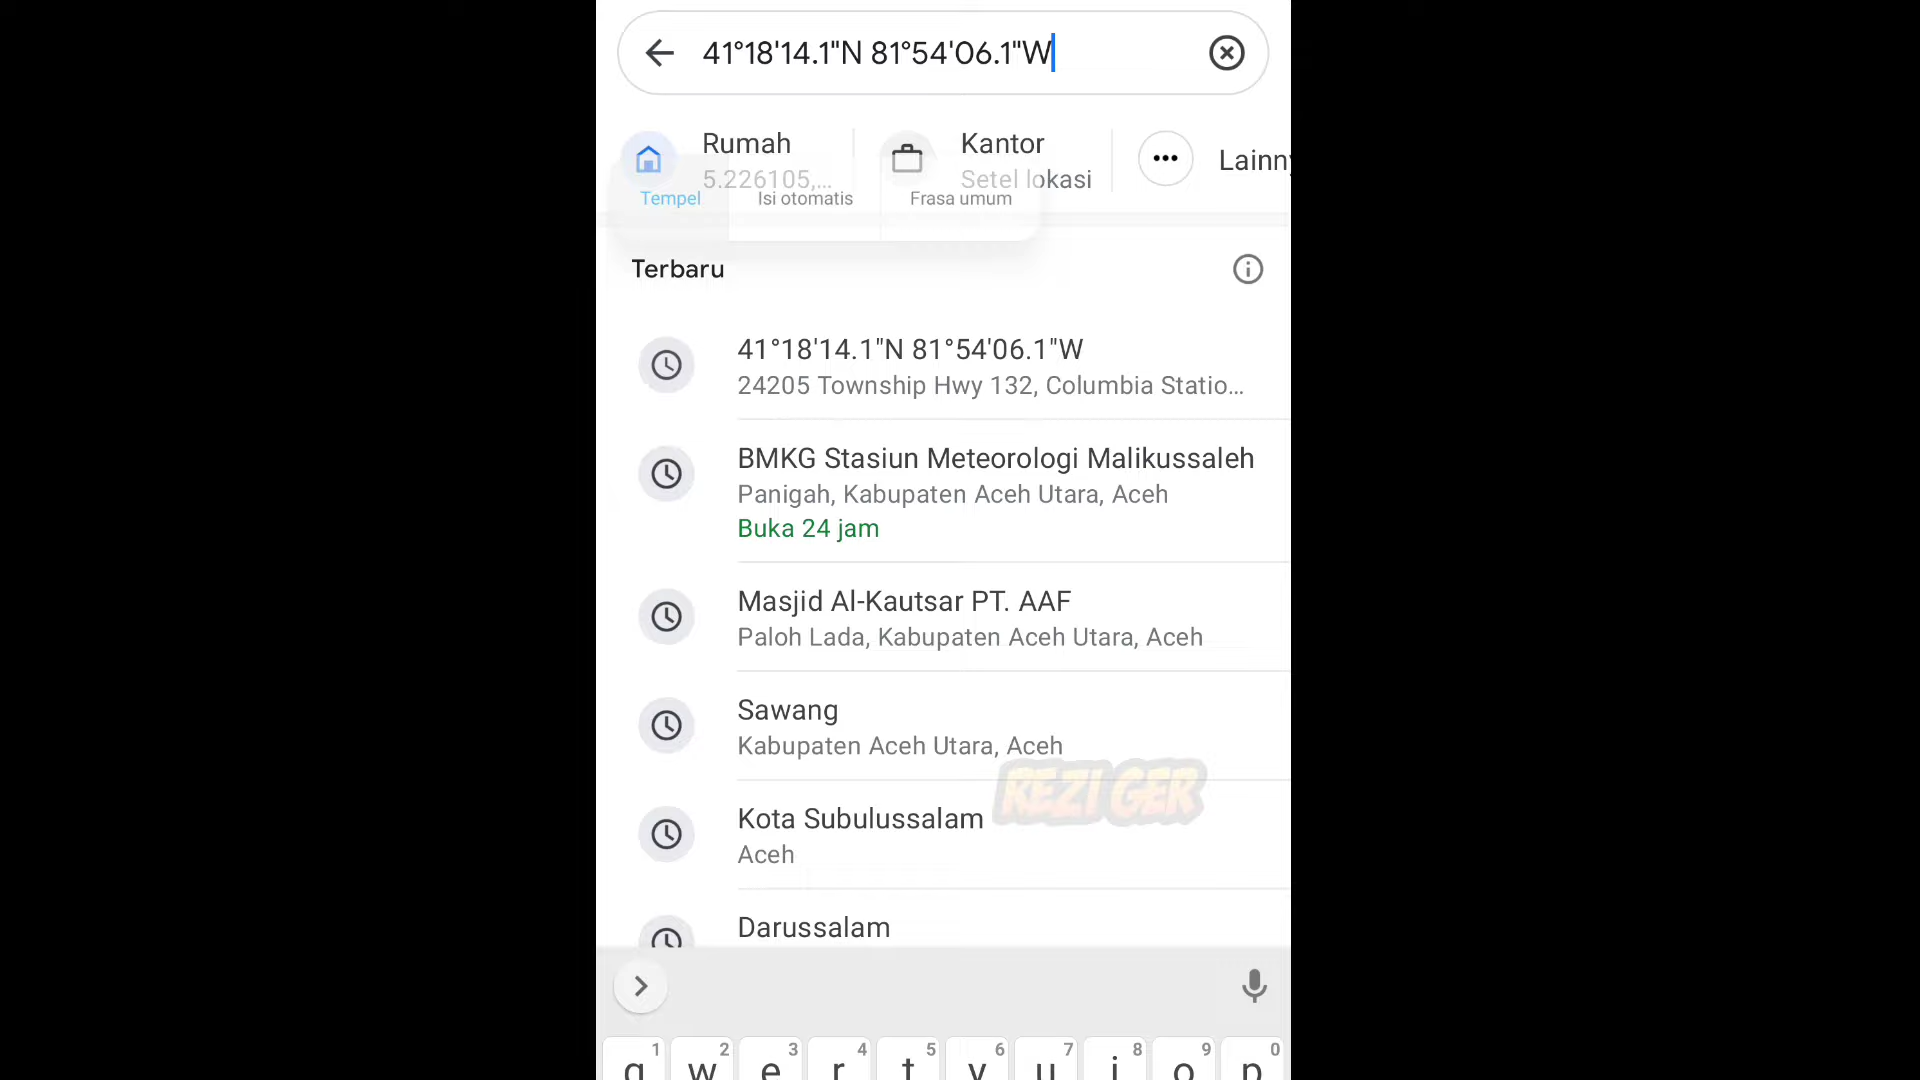 41°18'14.1"N 81°54'06.1"W
Rumah
5.226105,...
Kantor
Setel lokasi
Lainn
Tempel
Isi otomatis
Frasa umum
Terbaru
41°18'14.1"N 81°54'06.1"W
24205 Township Hwy 132, Columbia Statio...
BMKG Stasiun Meteorologi Malikussaleh
Panigah, Kabupaten Aceh Utara, Aceh
Buka 24 jam
Masjid Al-Kautsar PT. AAF
Paloh Lada, Kabupaten Aceh Utara, Aceh
Sawang
Kabupaten Aceh Utara, Aceh
REZI GER
Kota Subulussalam
Aceh
Darussalam
1 2 3 4 5 6 7 8 9 0
q w e r t y u i o p